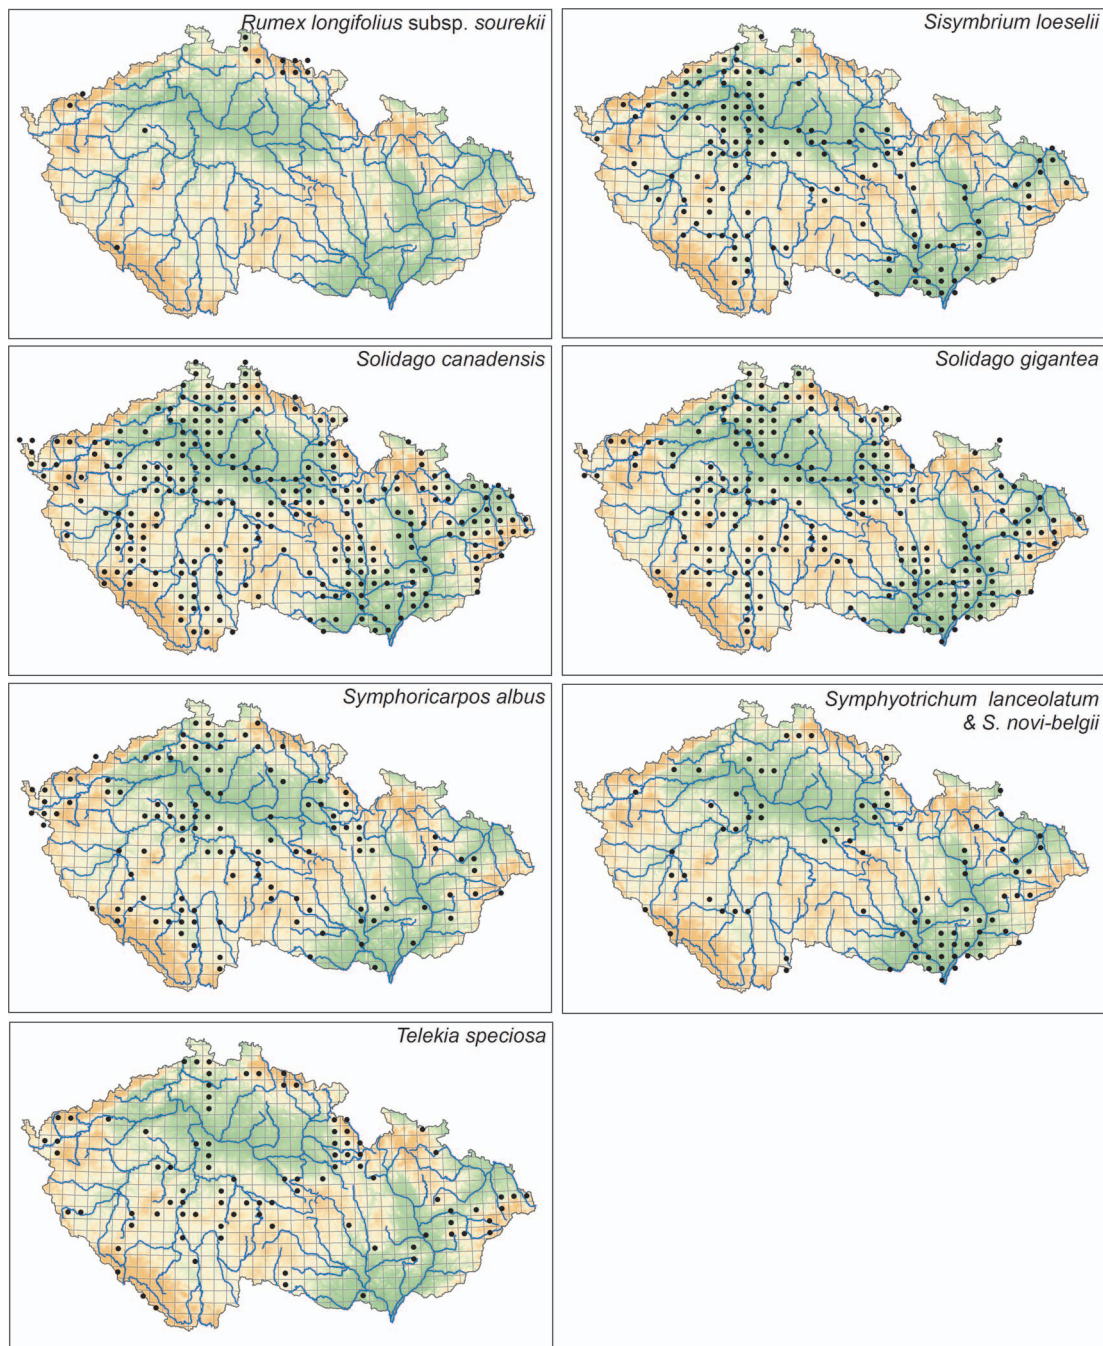 Rumex longifolius subsp. sourekii
Sisymbrium loeselii
Solidago canadensis
Solidago gigantea
Symphoricarpos albus
Symphyotrichum lanceolatum
& S. novi-belgii
Telekia speciosa